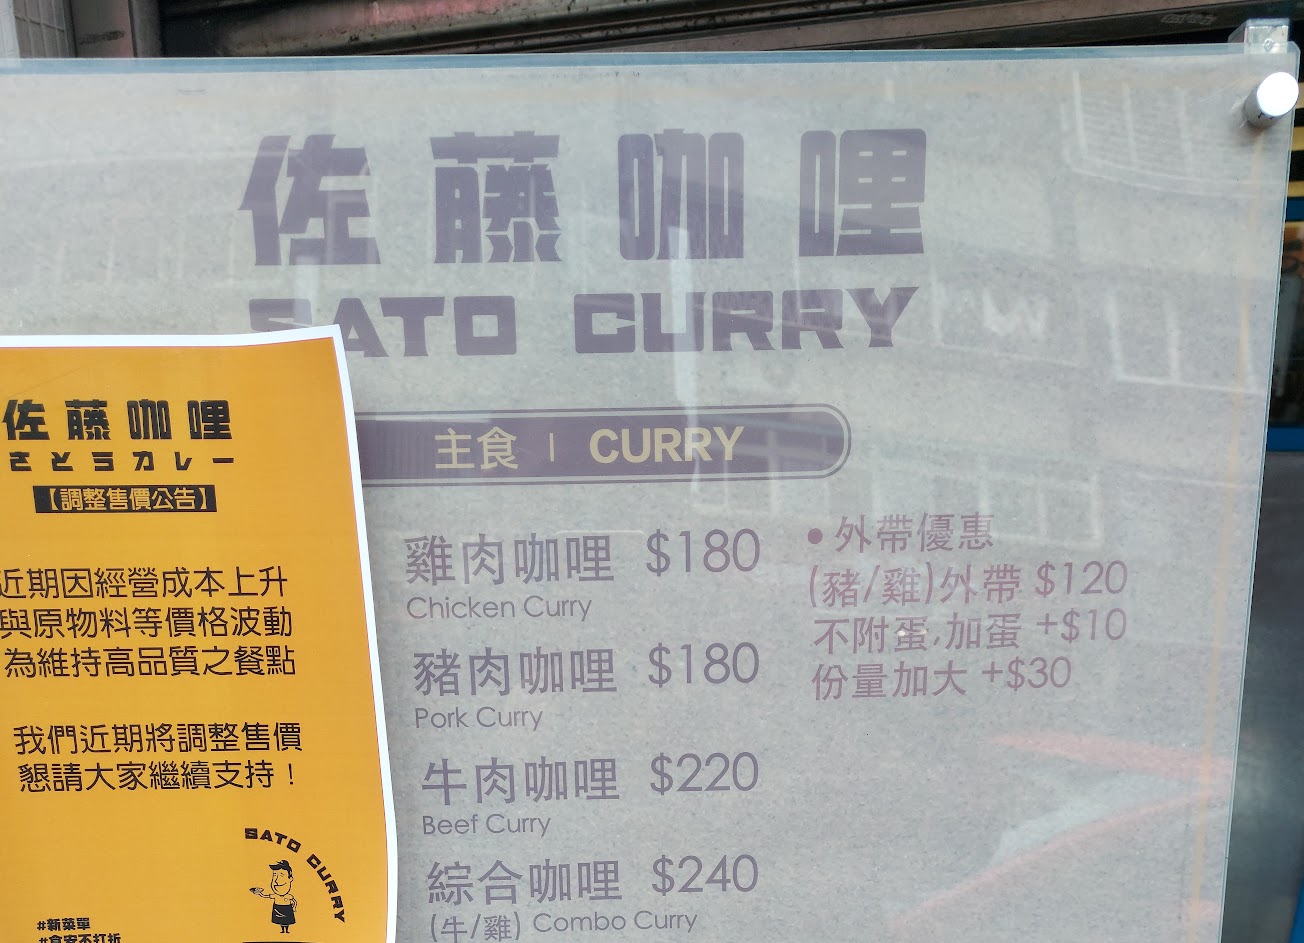 佐藤咖哩
SATO CURRY
主食 | CURRY
雞肉咖哩 $180
Chicken Curry
豬肉咖哩 $180
Pork Curry
牛肉咖哩 $220
Beef Curry
綜合咖哩 $240
(牛/雞) Combo Curry
• 外帶優惠
(豬/雞)外帶 $120
不附蛋,加蛋 +$10
份量加大 +$30
佐藤咖哩
さとうカレー
【調整售價公告】
近期因經營成本上升
與原物料等價格波動
為維持高品質之餐點
我們近期將調整售價
懇請大家繼續支持！
SATO CURRY
#新菜單
#食安不打折